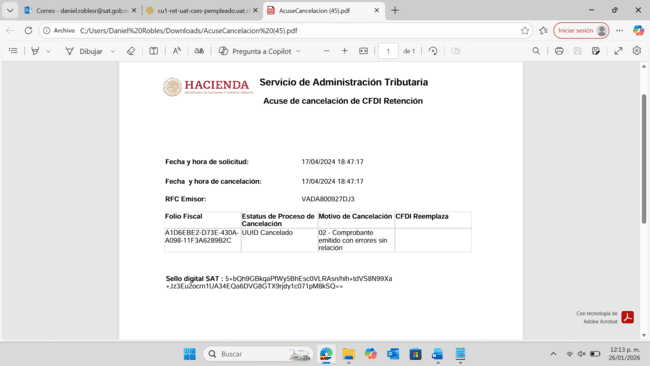 Correo - daniel.roblesr@sat.gob.m
cu1-ret-uat-cses-pempleado.uat.s
AcuseCancelacion (45).pdf
Archivo
C:/Users/Daniel%20Robles/Downloads/AcuseCancelacion%20(45).pdf
Iniciar sesión
Dibujar
Pregunta a Copilot
1
de 1
HACIENDA
Servicio de Administración Tributaria
Acuse de cancelación de CFDI Retención
Fecha y hora de solicitud: 17/04/2024 18:47:17
Fecha y hora de cancelación: 17/04/2024 18:47:17
RFC Emisor: VADA800927DJ3
Folio Fiscal
Estatus de Proceso de
Cancelación
Motivo de Cancelación
CFDI Reemplaza
A1D6EBE2-D73E-430A-
A098-11F3A6289B2C
UUID Cancelado
02 - Comprobante
emitido con errores sin
relación
Sello digital SAT : 5+bQh9GBkqaPfWy5BhEsc0VLRAsn/hih+tdVS8N99Xa
+Jz3Eu2ocrn1UA34EQa6DVG8GTX9rjdy1c071pM8kSQ==
Con tecnología de
Adobe Acrobat
Buscar
12:13 p. m.
26/01/2026